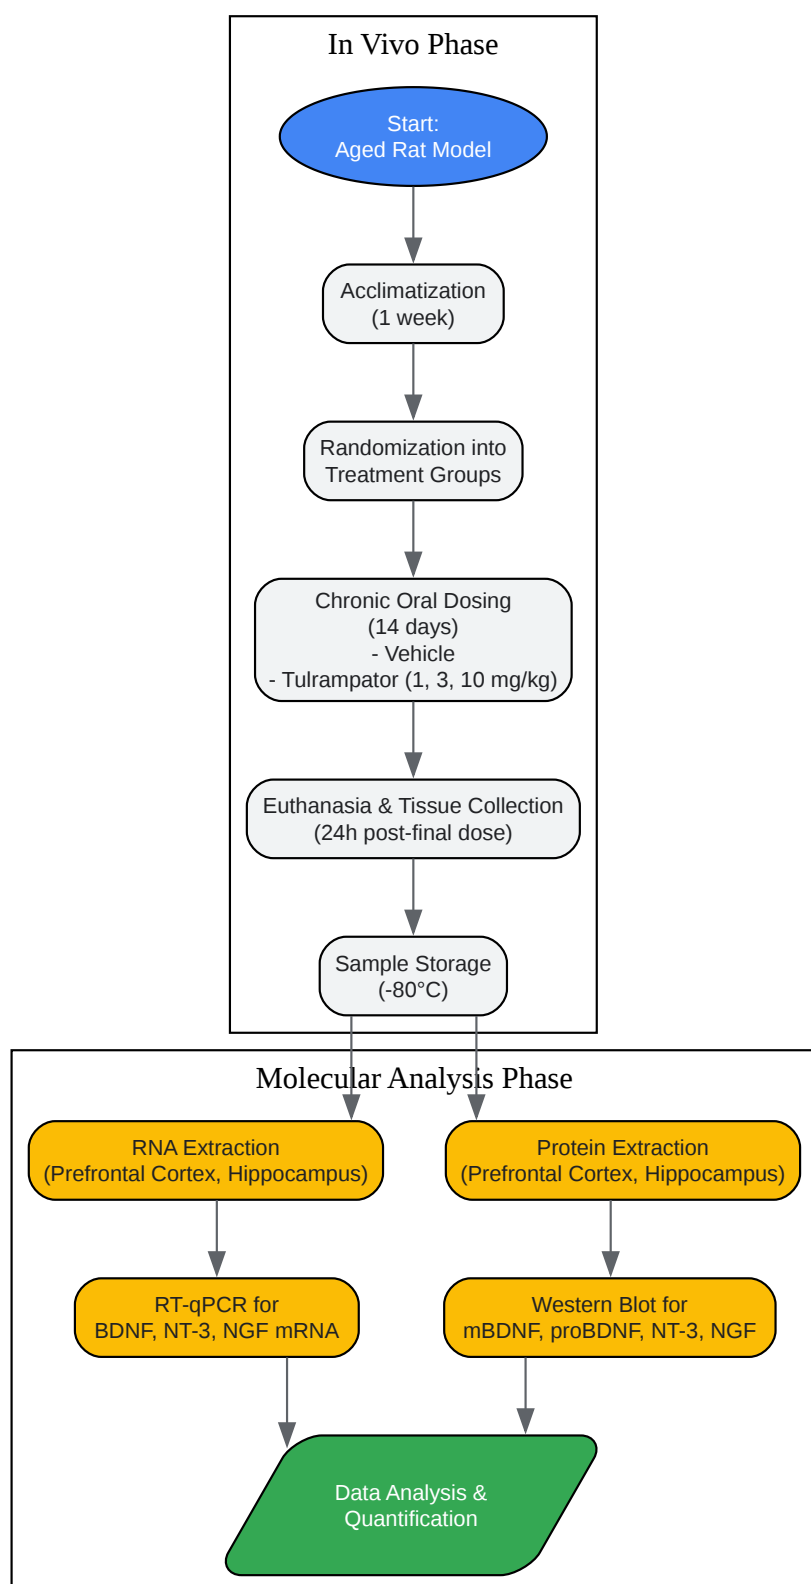 In Vivo Phase
Start:
Aged Rat Model
Acclimatization
(1 week)
Randomization into
Treatment Groups
Chronic Oral Dosing
(14 days)
- Vehicle
- Tulrampator (1, 3, 10 mg/kg)
Euthanasia & Tissue Collection
(24h post-final dose)
Sample Storage
(-80°C)
Molecular Analysis Phase
RNA Extraction
(Prefrontal Cortex, Hippocampus)
Protein Extraction
(Prefrontal Cortex, Hippocampus)
RT-qPCR for
BDNF, NT-3, NGF mRNA
Western Blot for
mBDNF, proBDNF, NT-3, NGF
Data Analysis &
Quantification